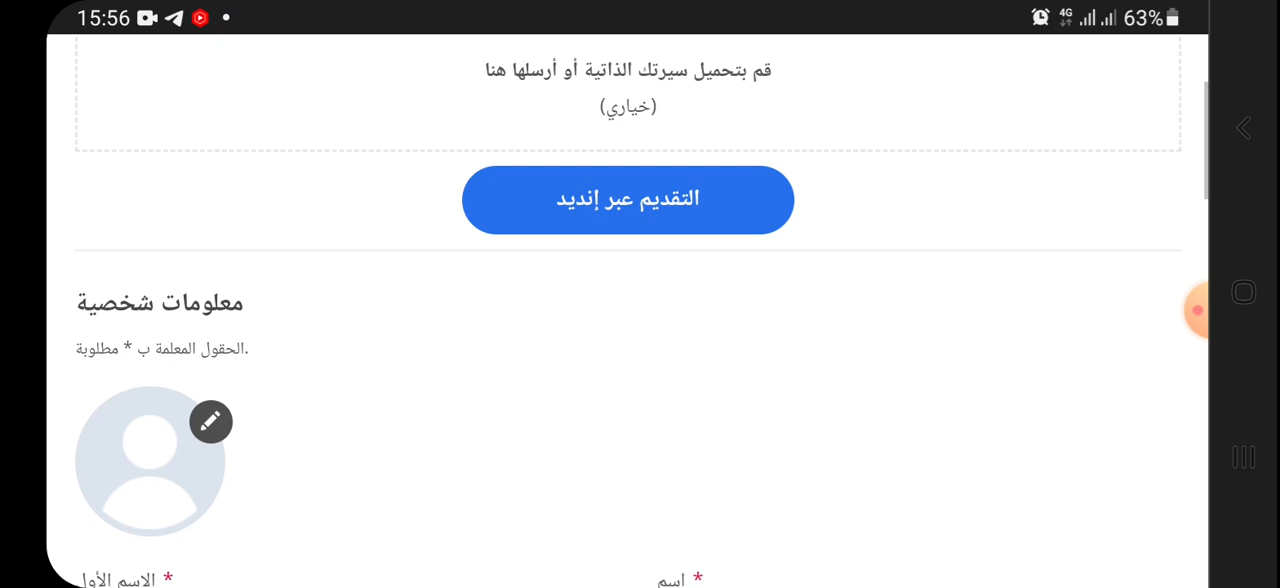 15:56
4G 63%
قم بتحميل سيرتك الذاتية أو أرسلها هنا
(خياري)
التقديم عبر إنديد
معلومات شخصية
الحقول المعلمة ب * مطلوبة.
الاسم الأول *
اسم *